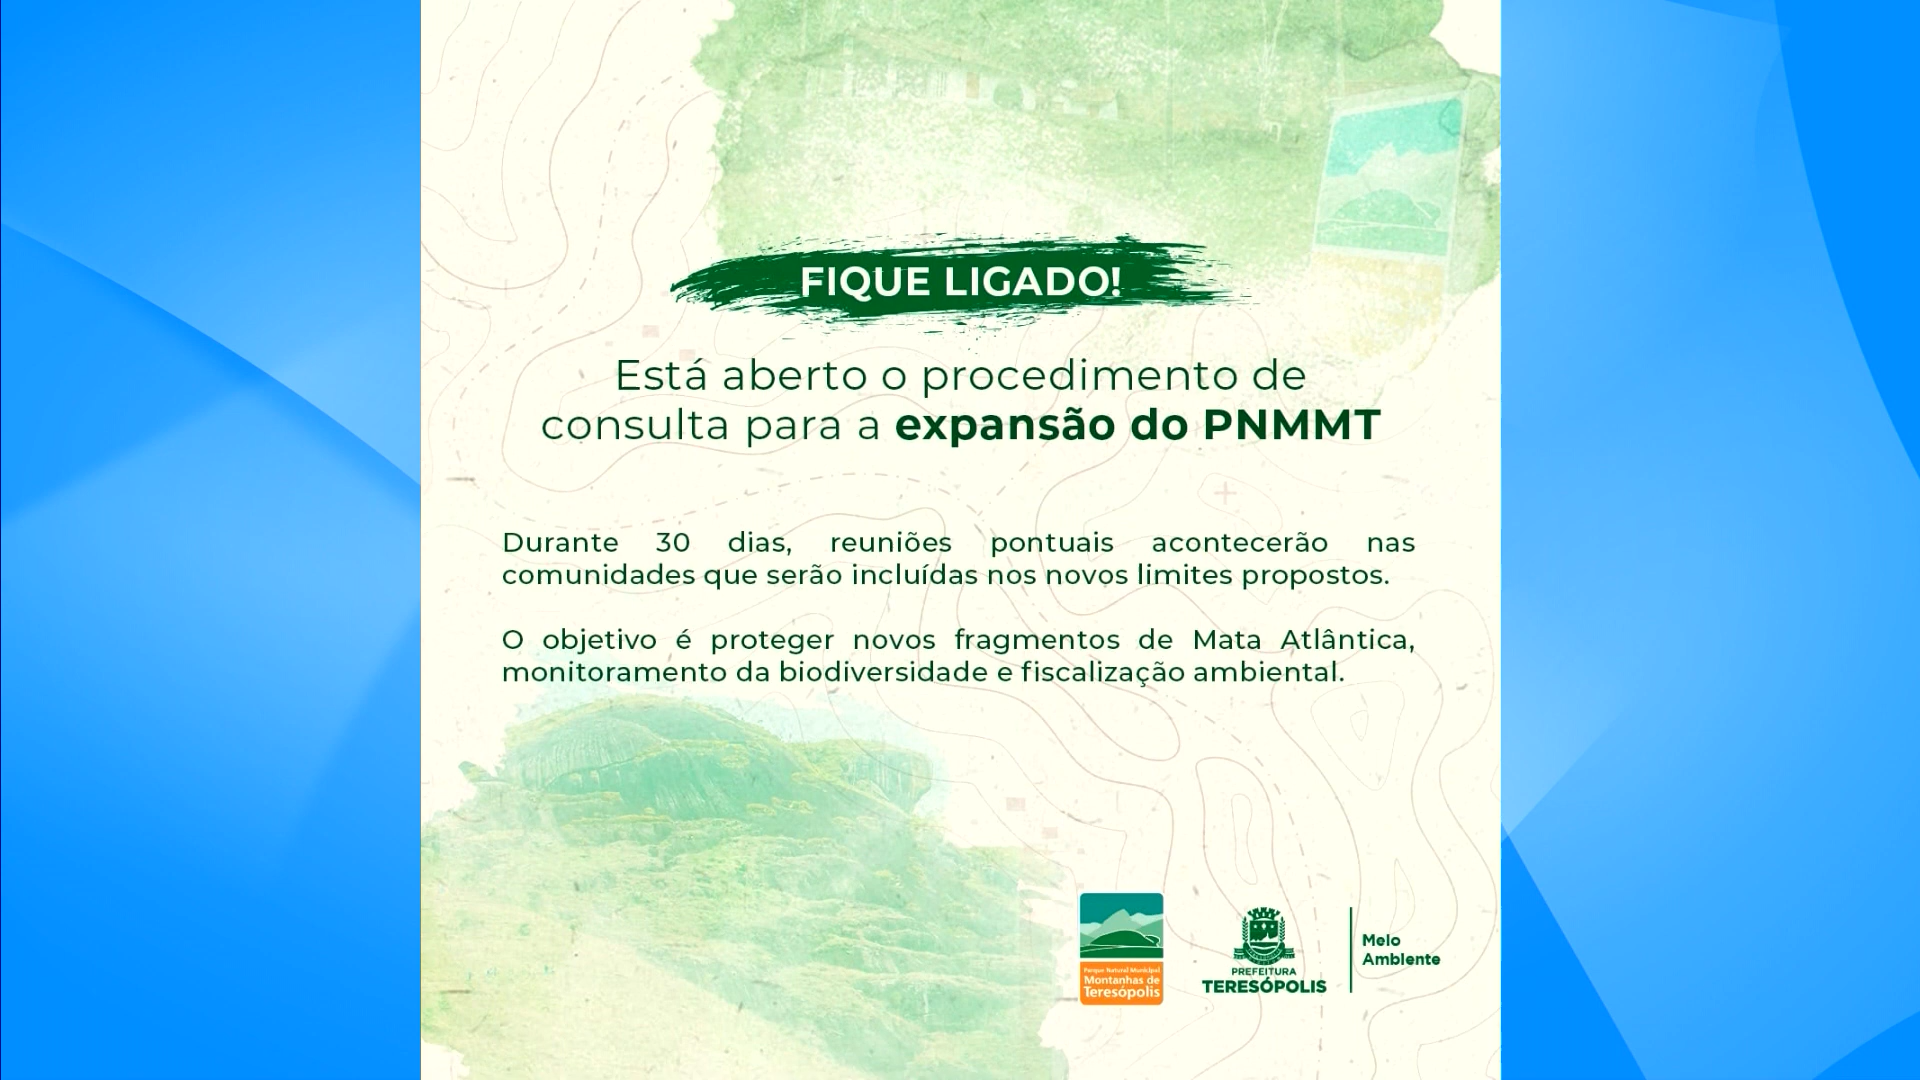 FIQUE LIGADO!
Está aberto o procedimento de
consulta para a expansão do PNMMT
Durante 30 dias, reuniões pontuais acontecerão nas
comunidades que serão incluídas nos novos limites propostos.
O objetivo é proteger novos fragmentos de Mata Atlântica,
monitoramento da biodiversidade e fiscalização ambiental.
Parque Natural Municipal
Montanhas de
Teresópolis
PREFEITURA
TERESÓPOLIS
Meio
Ambiente